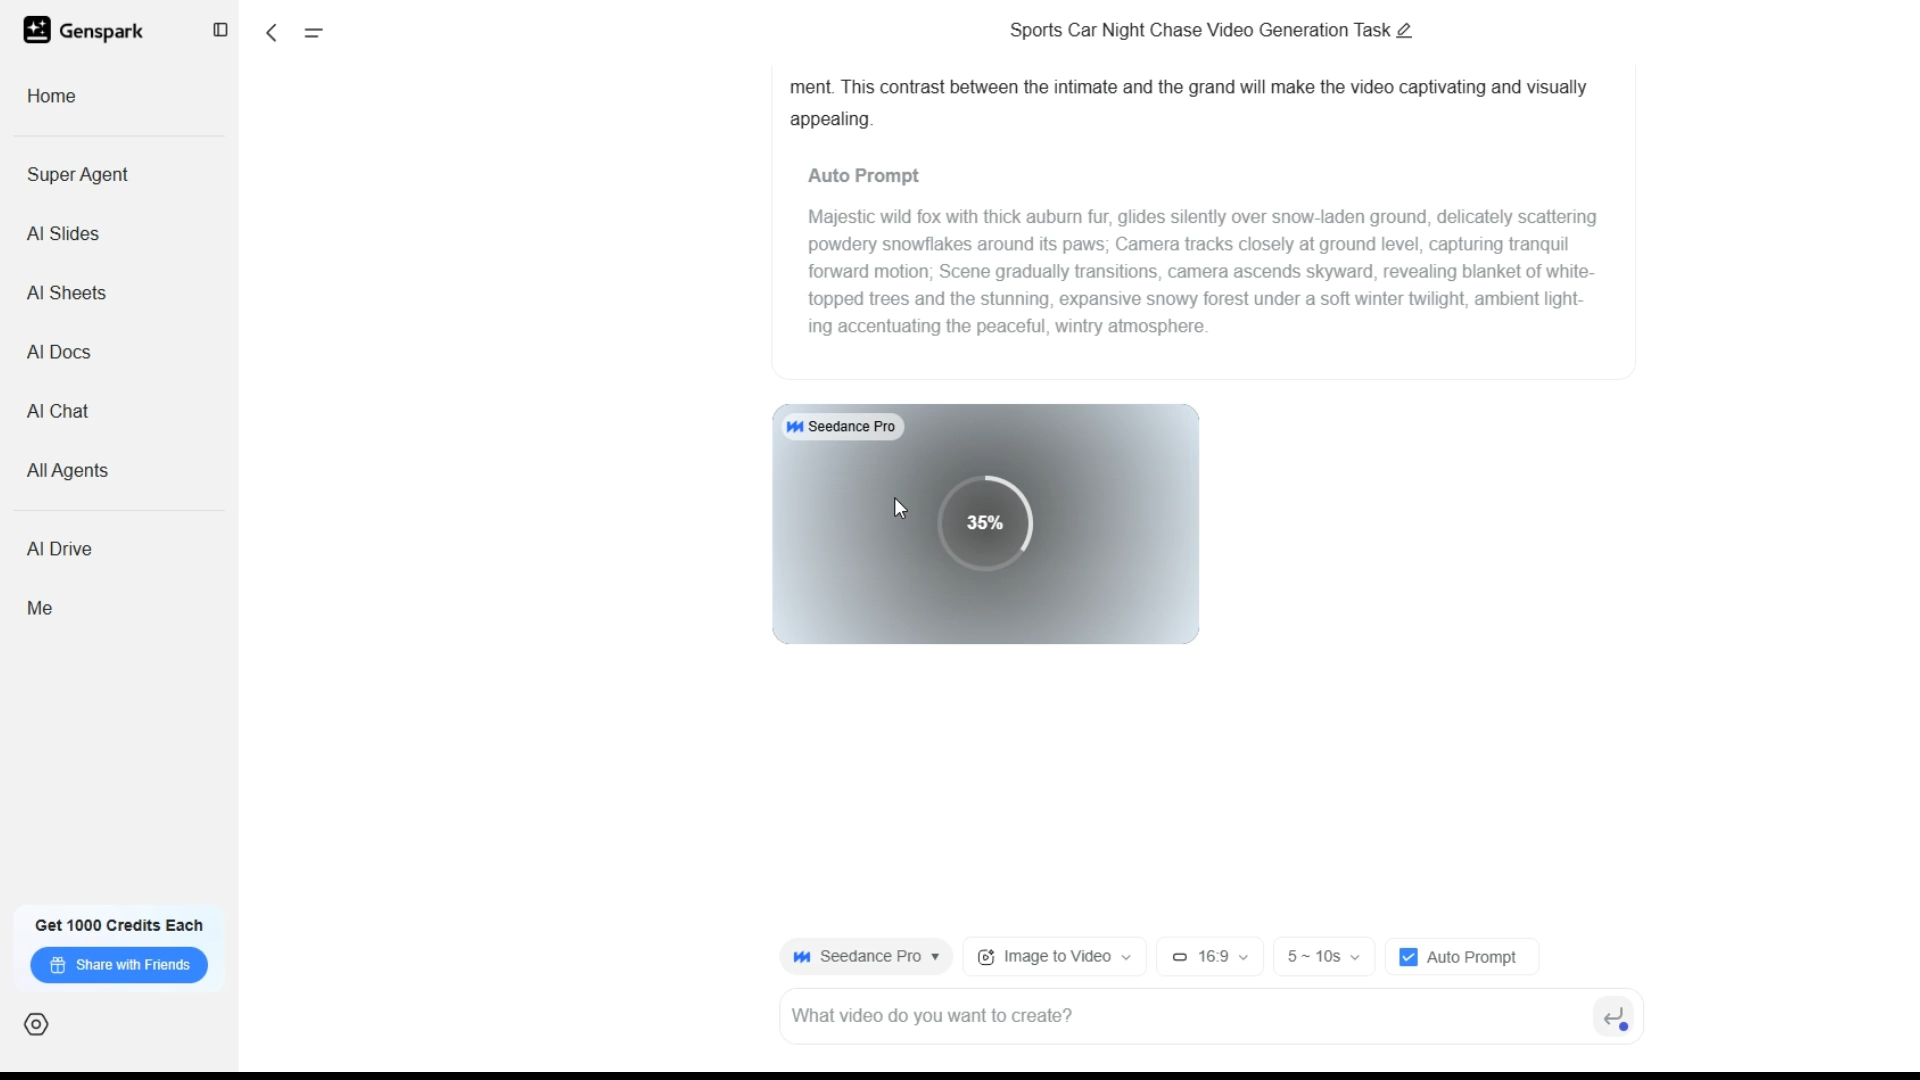 Genspark
Sports Car Night Chase Video Generation Task
Home
Super Agent
AI Slides
AI Sheets
AI Docs
AI Chat
All Agents
AI Drive
Me
Get 1000 Credits Each
Share with Friends
ment. This contrast between the intimate and the grand will make the video captivating and visually
appealing.
Auto Prompt
Majestic wild fox with thick auburn fur, glides silently over snow-laden ground, delicately scattering
powdery snowflakes around its paws; Camera tracks closely at ground level, capturing tranquil
forward motion; Scene gradually transitions, camera ascends skyward, revealing blanket of white-
topped trees and the stunning, expansive snowy forest under a soft winter twilight, ambient light-
ing accentuating the peaceful, wintry atmosphere.
Seedance Pro
35%
Seedance Pro Image to Video 16:9 5 ~ 10s Auto Prompt
What video do you want to create?